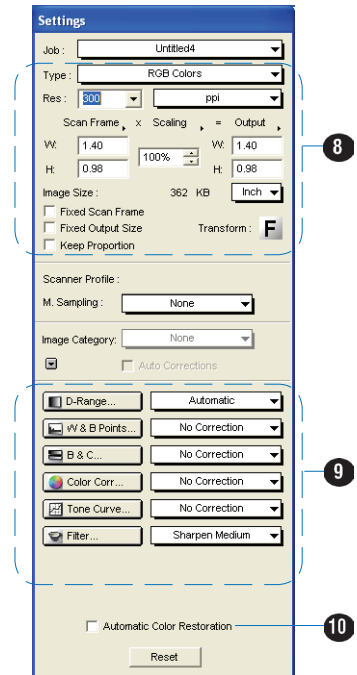 Settings
Job : Untitled4
Type : RGB Colors
Res : 300 ppi
Scan Frame x Scaling = Output
W: 1.40 100% W: 1.40
H: 0.98 H: 0.98
Image Size : 362 KB Inch
Fixed Scan Frame
Fixed Output Size Transform : F
Keep Proportion
8
Scanner Profile :
M. Sampling : None
Image Category: None
Auto Corrections
D-Range... Automatic
W & B Points... No Correction
B & C... No Correction
Color Corr... No Correction
Tone Curve... No Correction
Filter... Sharpen Medium
9
Automatic Color Restoration 10
Reset